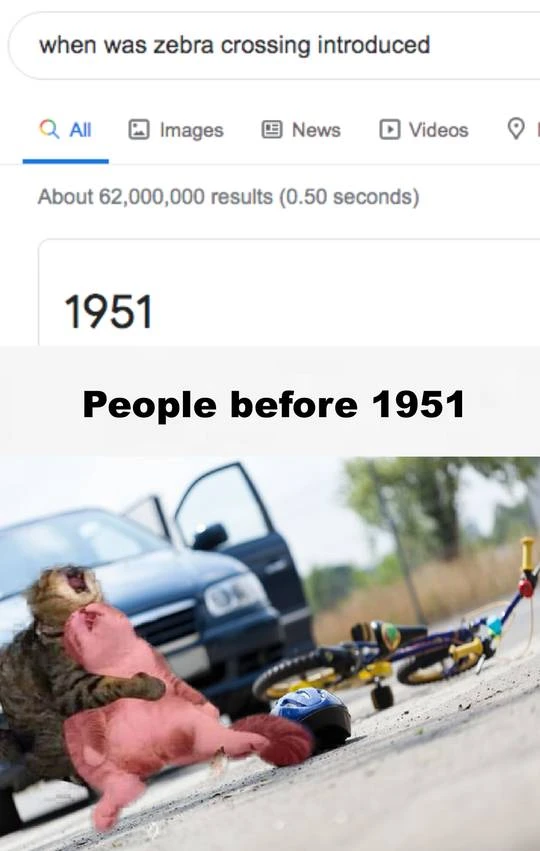 when was zebra crossing introduced
All Images News Videos
About 62,000,000 results (0.50 seconds)
1951
People before 1951